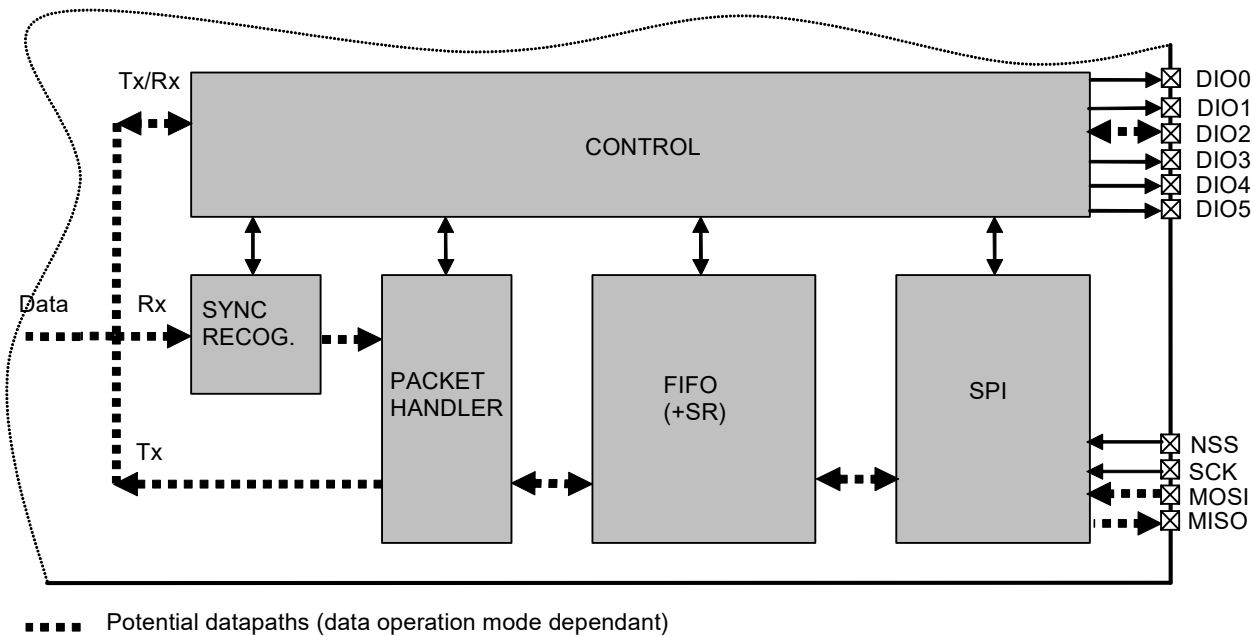 Tx/Rx
CONTROL
DIO0
DIO1
DIO2
DIO3
DIO4
DIO5
Data
Rx
SYNC
RECOG.
PACKET
HANDLER
FIFO
(+SR)
SPI
Tx
NSS
SCK
MOSI
MISO
Potential datapaths (data operation mode dependant)